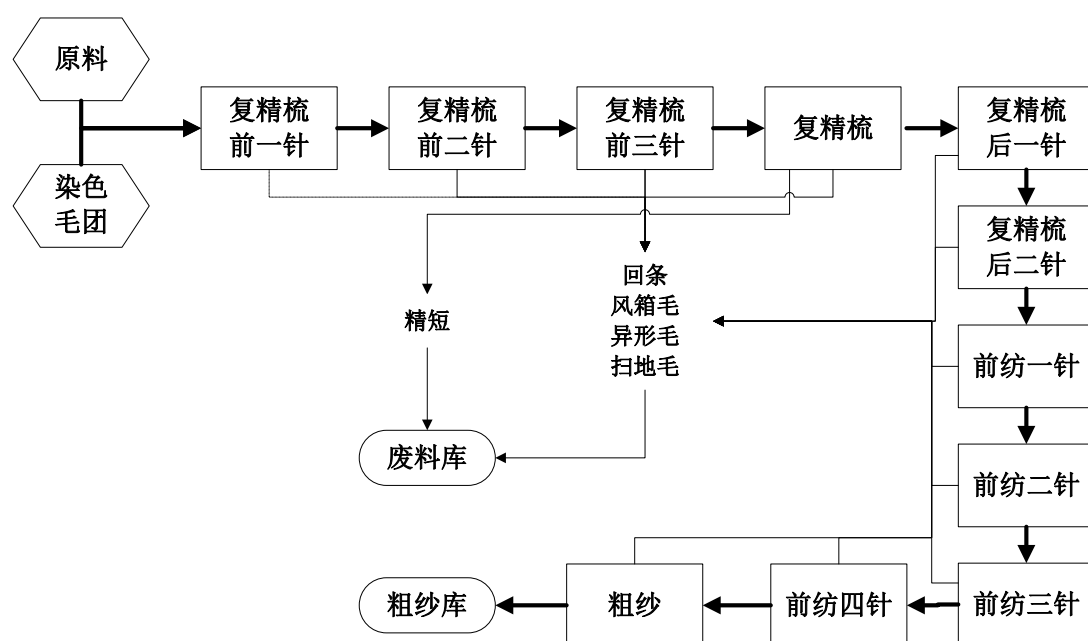 原料
染色
毛团
复精梳
前一针
复精梳
前二针
复精梳
前三针
复精梳
复精梳
后一针
复精梳
后二针
前纺一针
前纺二针
前纺三针
前纺四针
粗纱
粗纱库
精短
回条
风箱毛
异形毛
扫地毛
废料库